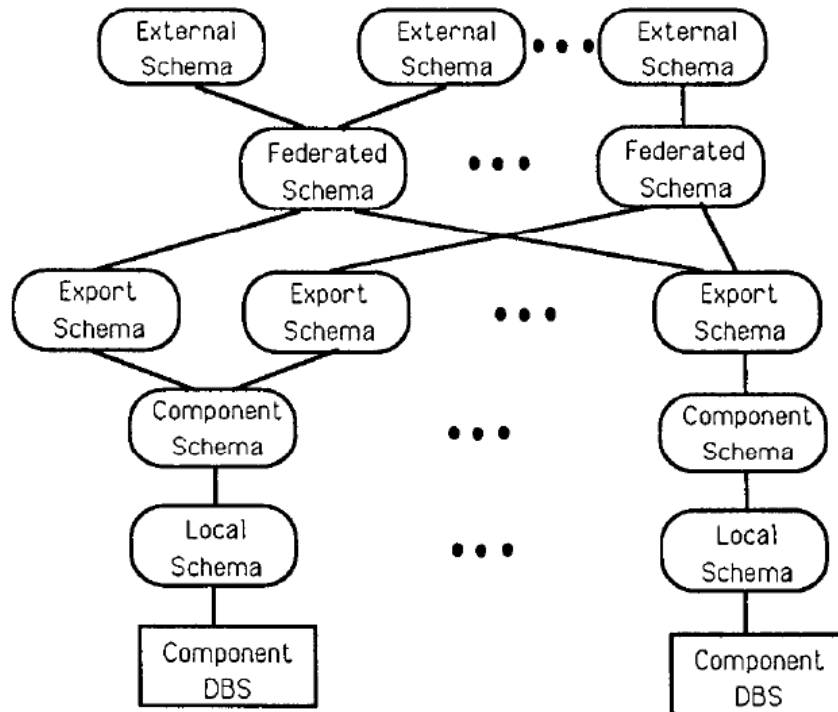 External
Schema
External
Schema
External
Schema
Federated
Schema
Federated
Schema
Export
Schema
Export
Schema
Export
Schema
Component
Schema
Component
Schema
Local
Schema
Local
Schema
Component
DBS
Component
DBS